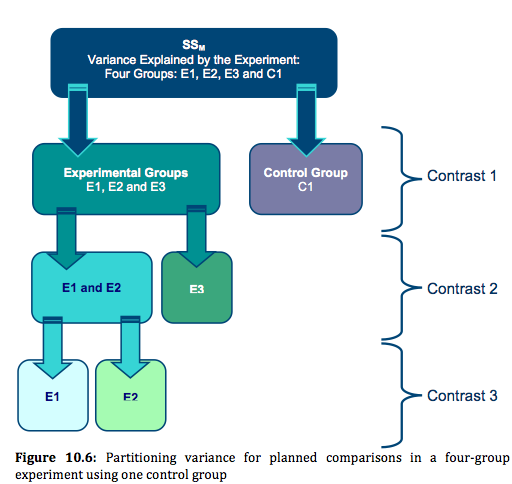 SSM
Variance Explained by the Experiment:
Four Groups: E1, E2, E3 and C1
Experimental Groups
E1, E2 and E3
Control Group
C1
Contrast 1
E1 and E2
E3
Contrast 2
E1
E2
Contrast 3
Figure 10.6: Partitioning variance for planned comparisons in a four-group
experiment using one control group